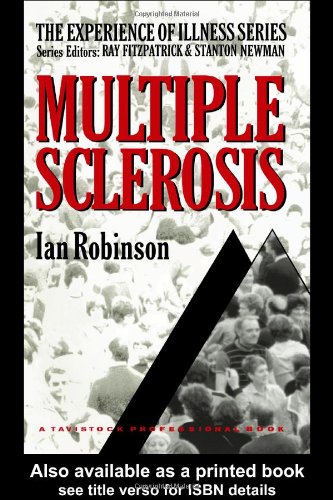 THE EXPERIENCE OF ILLNESS SERIES
Series Editors: RAY FITZPATRICK & STANTON NEWMAN
MULTIPLE
SCLEROSIS
Ian Robinson
A TAVISTOCK PROFESSIONAL BOOK
Also available as a printed book
see title verso for ISBN details